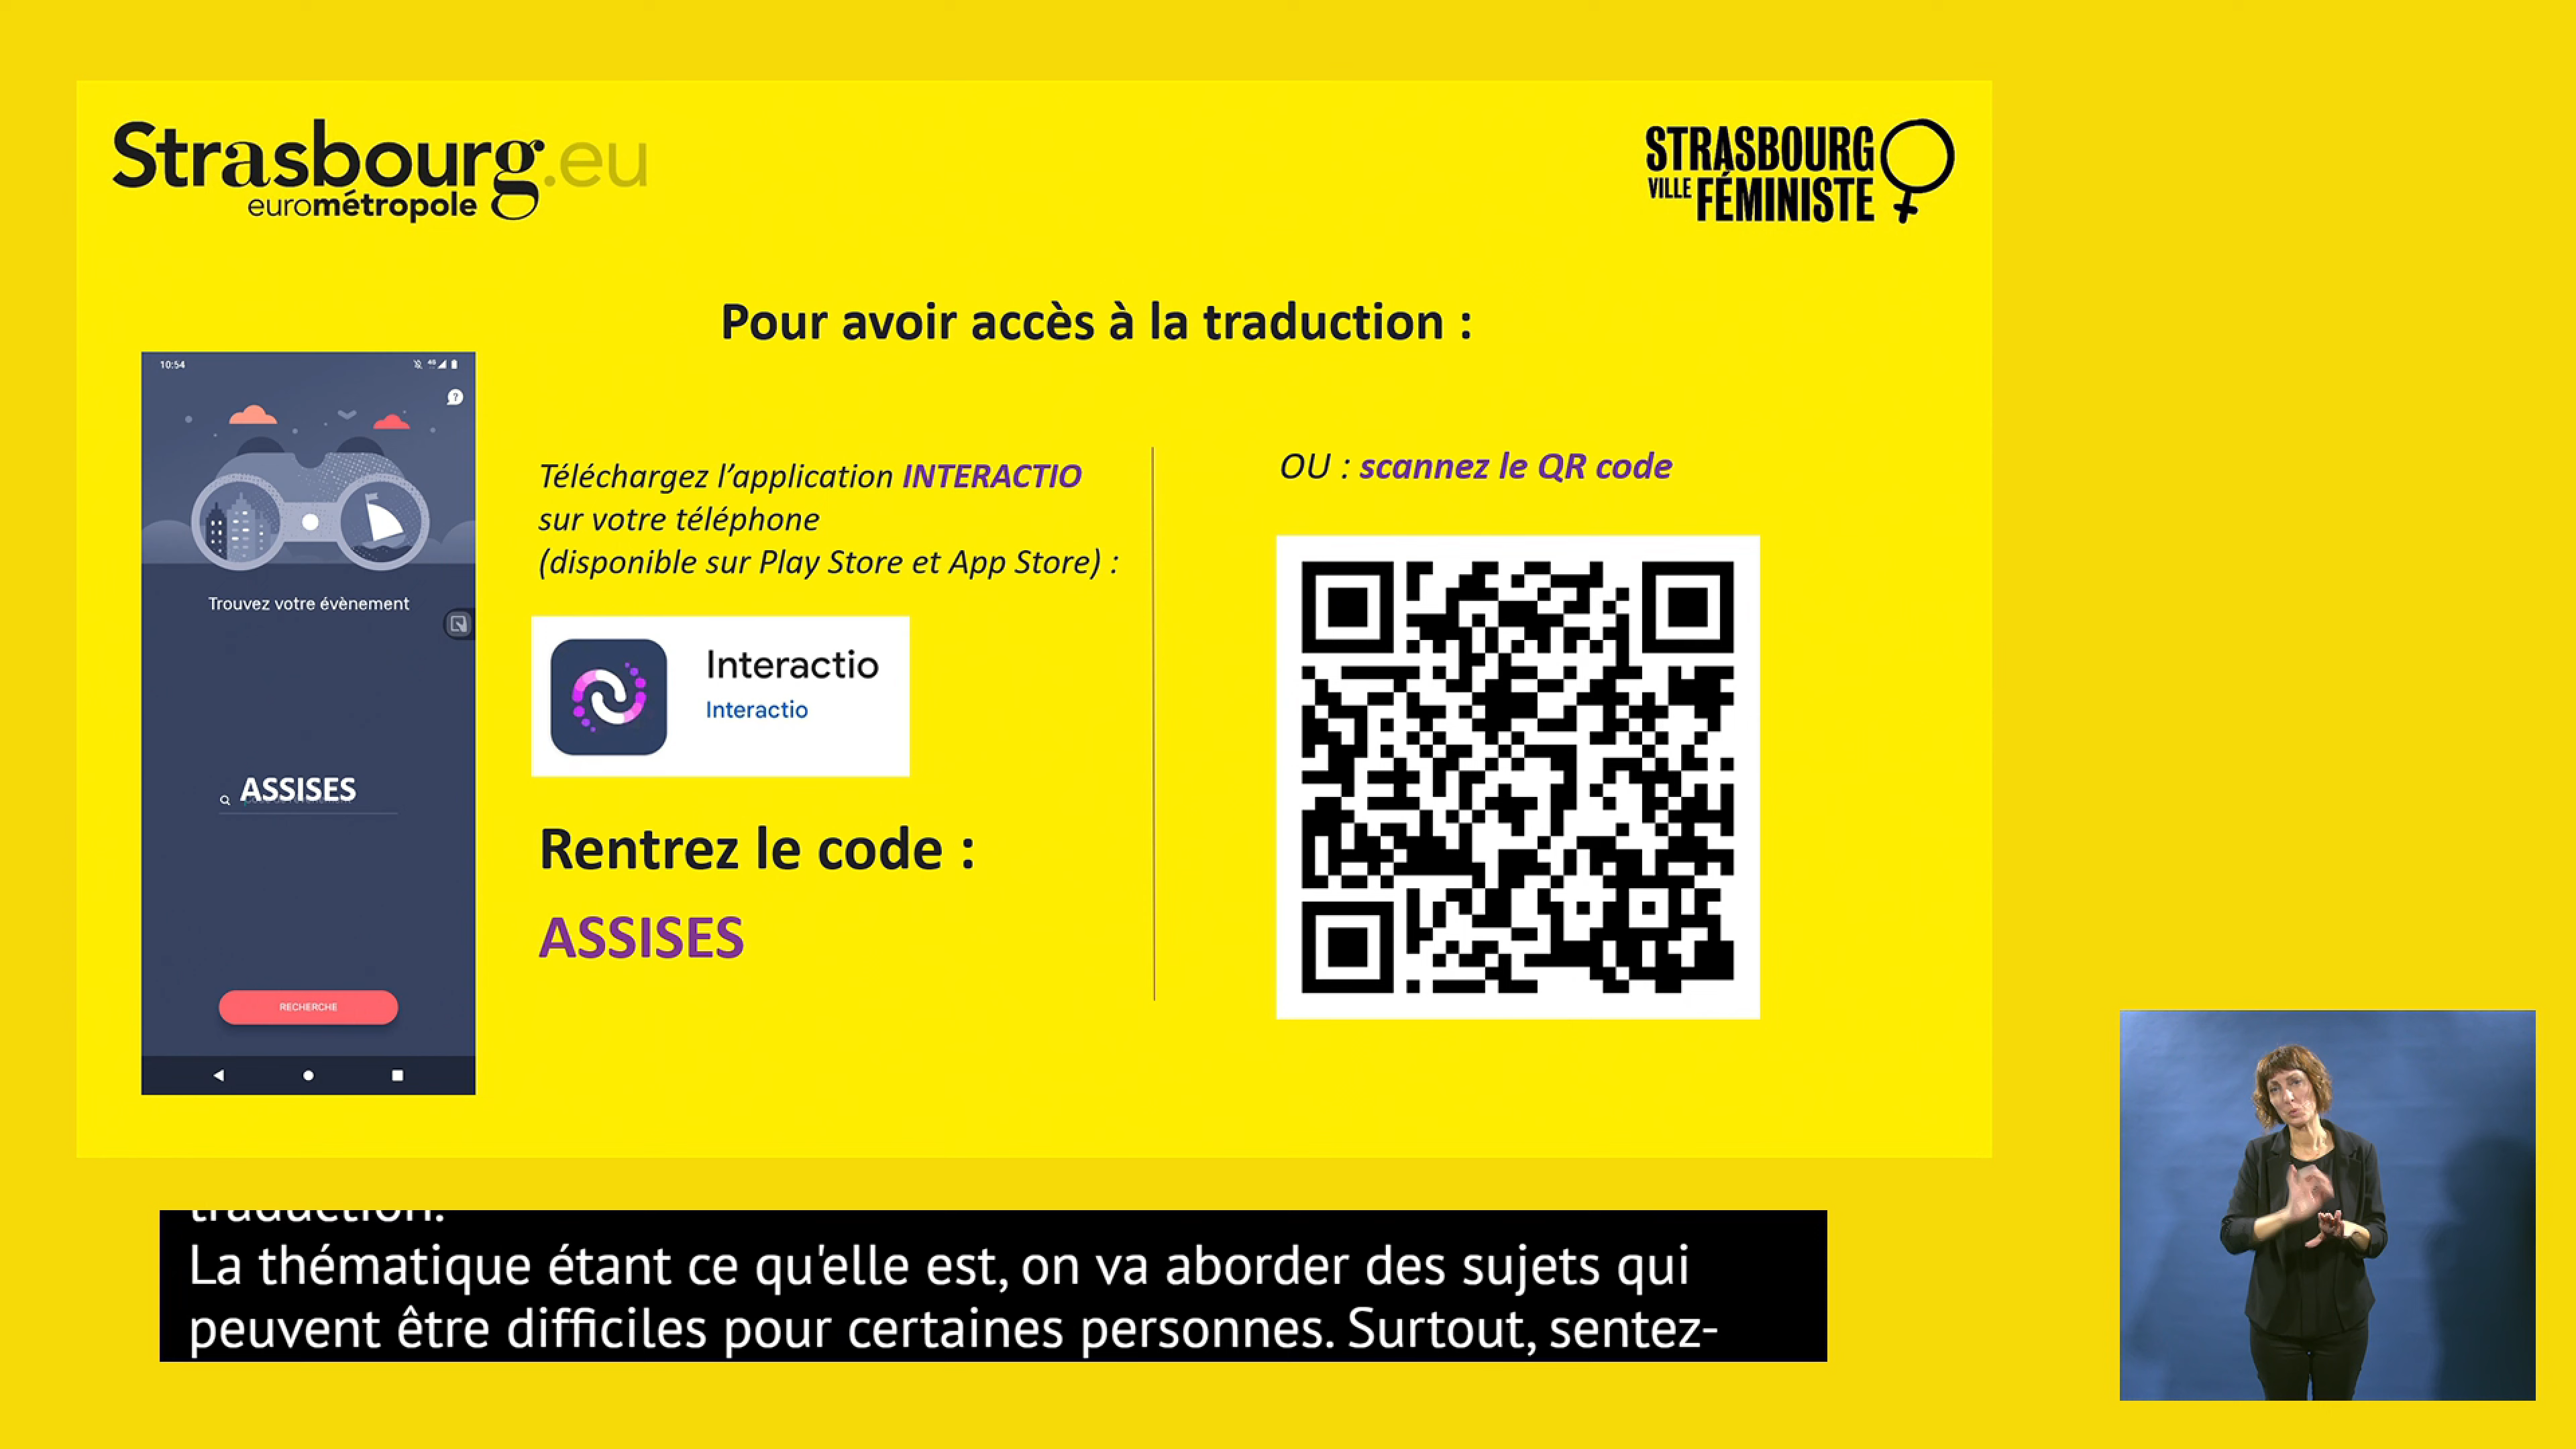 Strasbourg.eu
eurométropole
STRASBOURG
VILLE FÉMINISTE
Pour avoir accès à la traduction :
10:54
4G
?
Trouvez votre évènement
ASSISES
RECHERCHE
Téléchargez l’application INTERACTIO
sur votre téléphone
(disponible sur Play Store et App Store) :
Interactio
Interactio
Rentrez le code :
ASSISES
OU : scannez le QR code
traduction.
La thématique étant ce qu'elle est, on va aborder des sujets qui
peuvent être difficiles pour certaines personnes. Surtout, sentez-